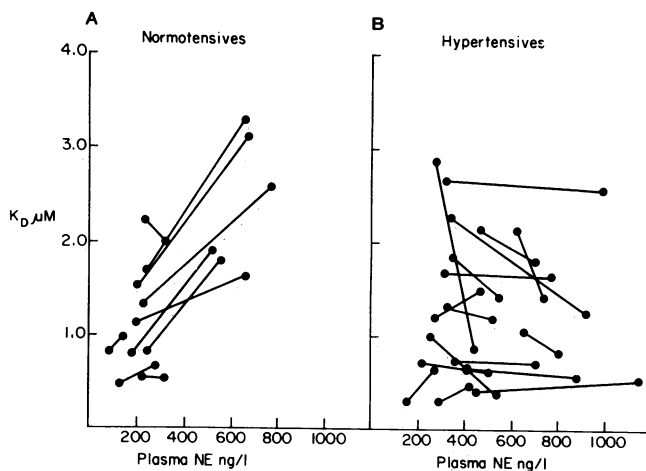 A
B
Normotensives
Hypertensives
4.0
3.0
K_D, μM
2.0
1.0
200 400 600 800 1000
200 400 600 800 1000
Plasma NE ng/l
Plasma NE ng/l